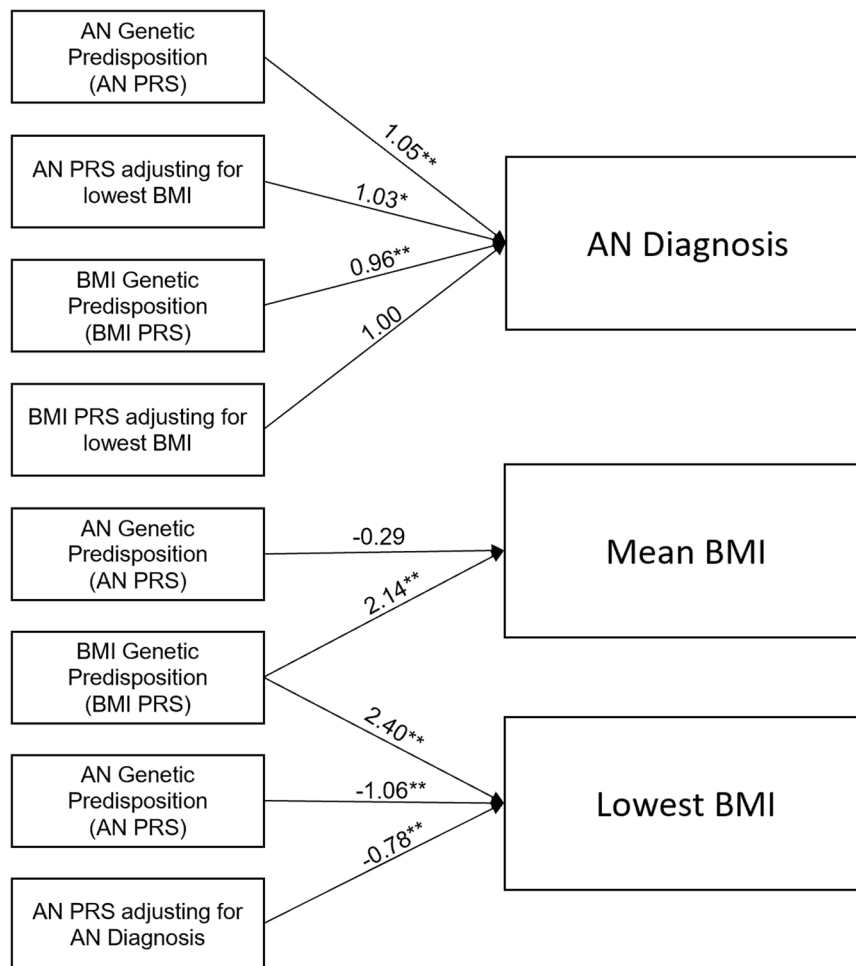 AN Genetic
Predisposition
(AN PRS)
1.05**
AN PRS adjusting for
lowest BMI
1.03*
AN Diagnosis
BMI Genetic
Predisposition
(BMI PRS)
0.96**
1.00
BMI PRS adjusting for
lowest BMI
AN Genetic
Predisposition
(AN PRS)
-0.29
Mean BMI
2.14**
BMI Genetic
Predisposition
(BMI PRS)
2.40**
AN Genetic
Predisposition
(AN PRS)
-1.06**
Lowest BMI
-0.78**
AN PRS adjusting for
AN Diagnosis